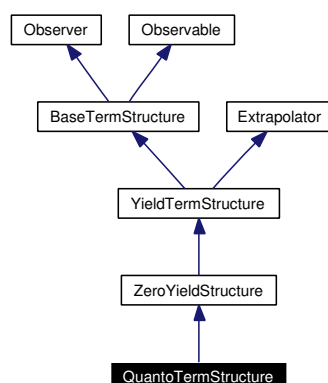 Observer
Observable
BaseTermStructure
Extrapolator
YieldTermStructure
ZeroYieldStructure
QuantoTermStructure